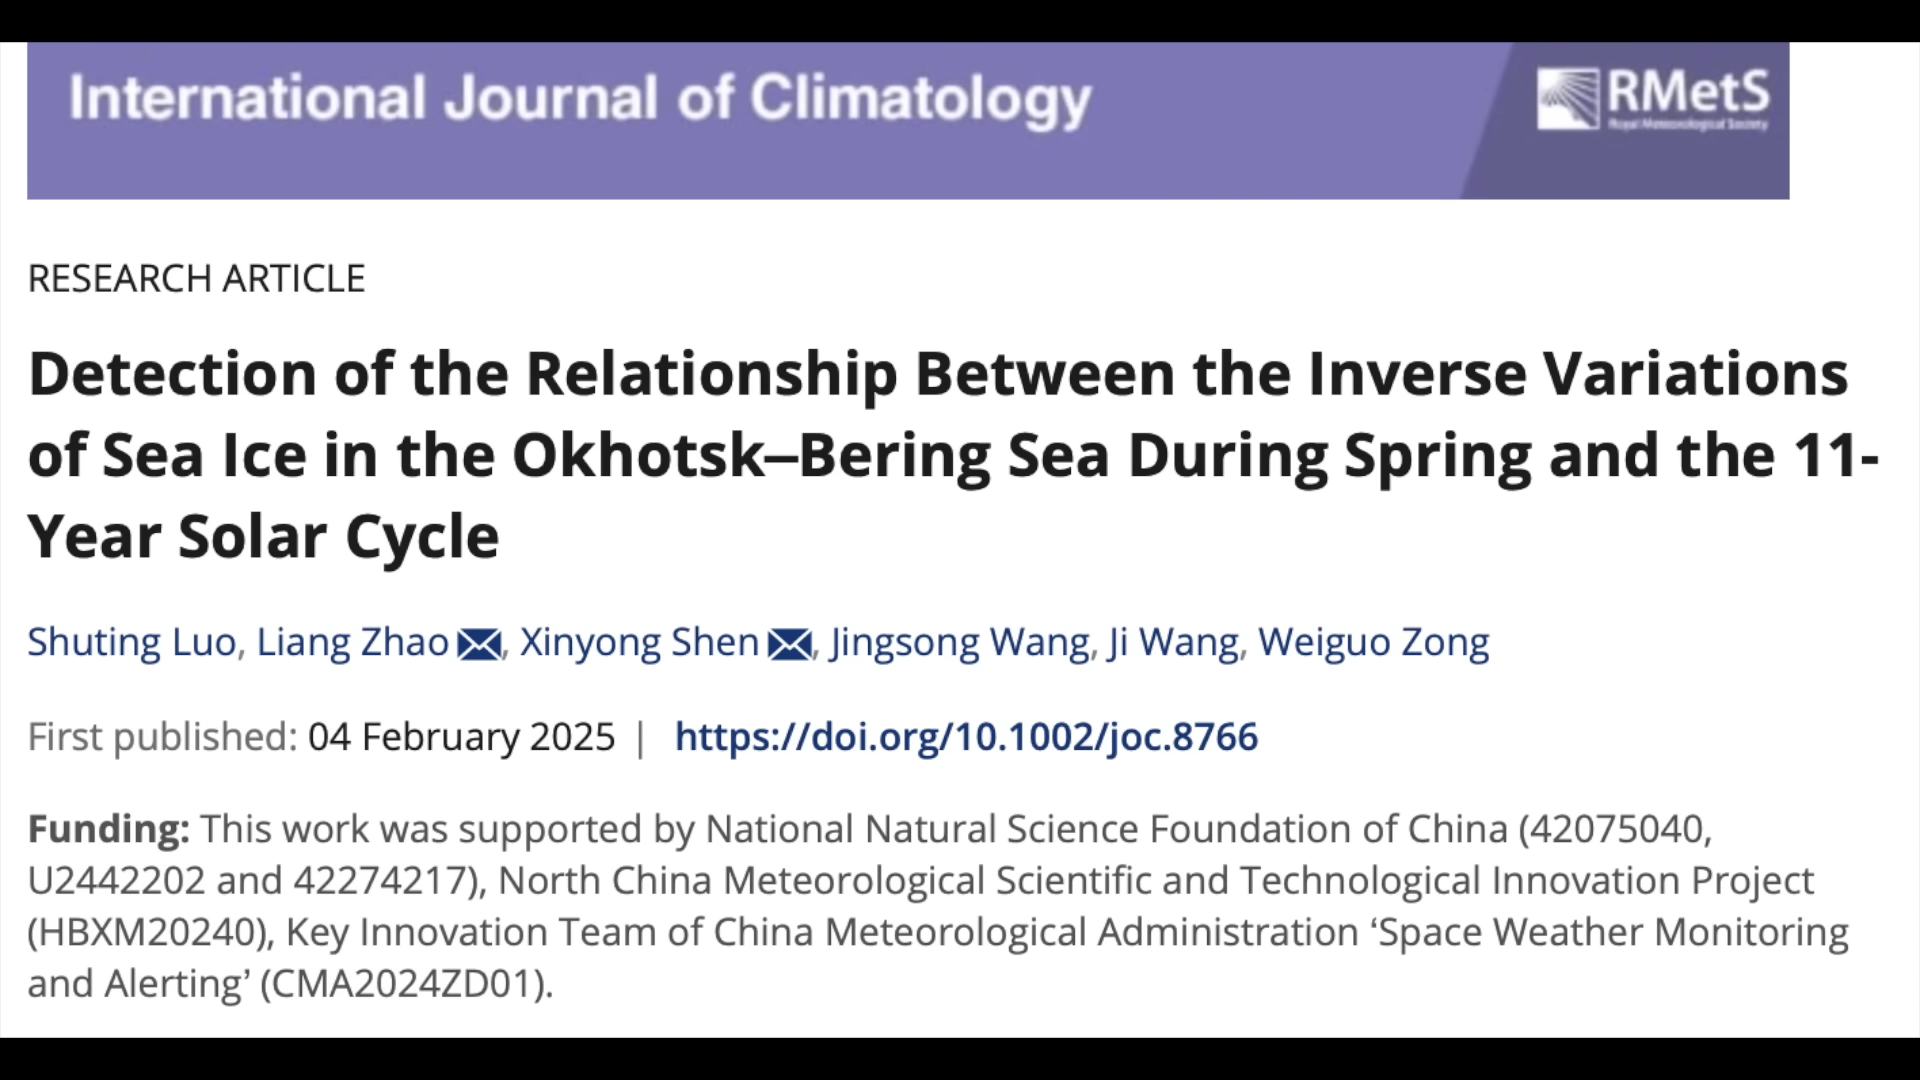 International Journal of Climatology
RMetS
Royal Meteorological Society
RESEARCH ARTICLE
Detection of the Relationship Between the Inverse Variations
of Sea Ice in the Okhotsk–Bering Sea During Spring and the 11-
Year Solar Cycle
Shuting Luo, Liang Zhao, Xinyong Shen, Jingsong Wang, Ji Wang, Weiguo Zong
First published: 04 February 2025 | https://doi.org/10.1002/joc.8766
Funding: This work was supported by National Natural Science Foundation of China (42075040,
U2442202 and 42274217), North China Meteorological Scientific and Technological Innovation Project
(HBXM20240), Key Innovation Team of China Meteorological Administration ‘Space Weather Monitoring
and Alerting’ (CMA2024ZD01).